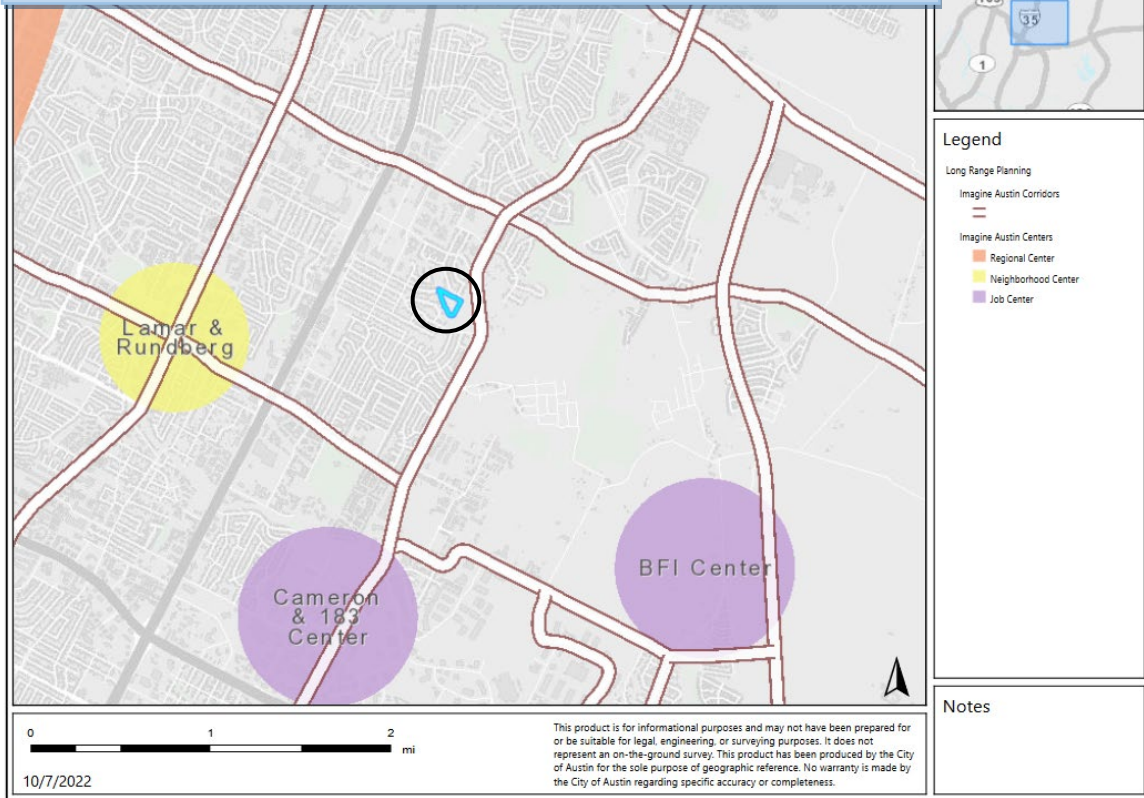 35
1
Legend
Long Range Planning
Imagine Austin Corridors
Imagine Austin Centers
Regional Center
Neighborhood Center
Job Center
Lamar &
Rundberg
BFI Center
Cameron
& 183
Center
Notes
0 1 2
mi
10/7/2022
This product is for informational purposes and may not have been prepared for
or be suitable for legal, engineering, or surveying purposes. It does not
represent an on-the-ground survey. This product has been produced by the City
of Austin for the sole purpose of geographic reference. No warranty is made by
the City of Austin regarding specific accuracy or completeness.